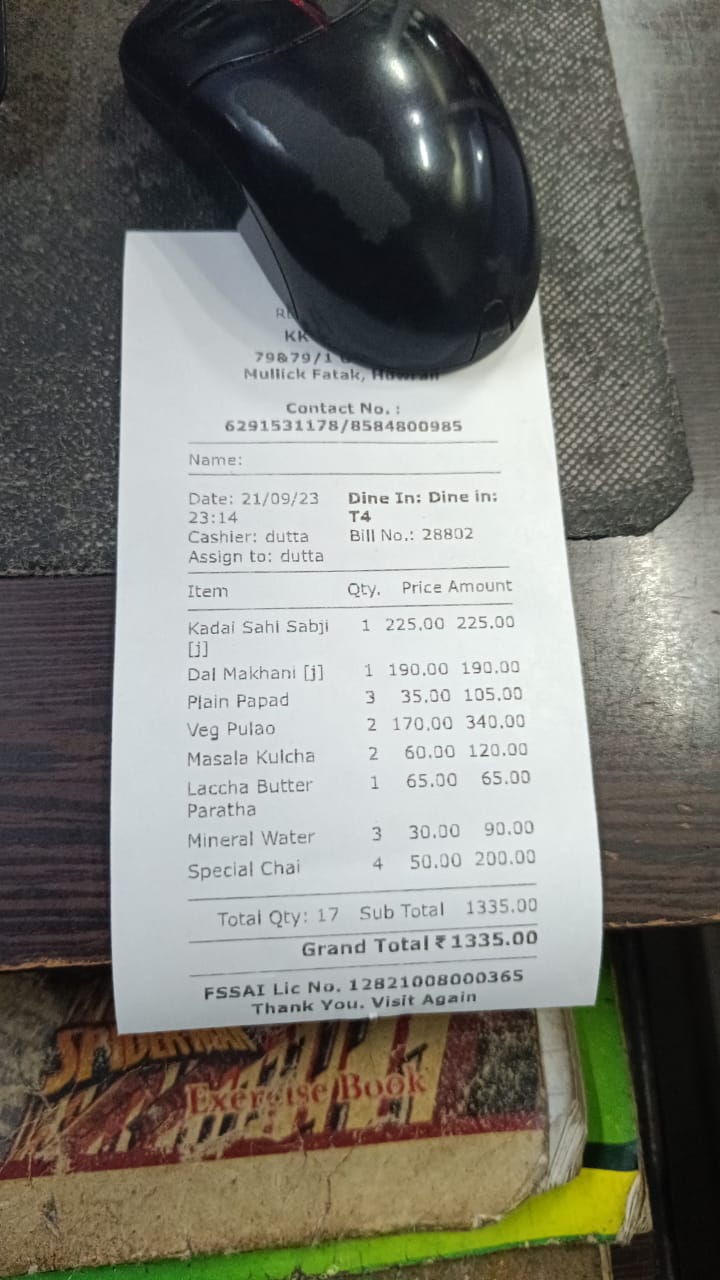 KK
79&79/1
Mullick Fatak, Howrah
Contact No. :
6291531178/8584800985
Name:
Date: 21/09/23 Dine In: Dine in:
23:14 T4
Cashier: dutta Bill No.: 28802
Assign to: dutta
Item Qty. Price Amount
Kadai Sahi Sabji 1 225.00 225.00
[j]
Dal Makhani [j] 1 190.00 190.00
Plain Papad 3 35.00 105.00
Veg Pulao 2 170.00 340.00
Masala Kulcha 2 60.00 120.00
Laccha Butter 1 65.00 65.00
Paratha
Mineral Water 3 30.00 90.00
Special Chai 4 50.00 200.00
Total Qty: 17 Sub Total 1335.00
Grand Total ₹ 1335.00
FSSAI Lic No. 12821008000365
Thank You. Visit Again
SPIDERMAN
Exercise Book